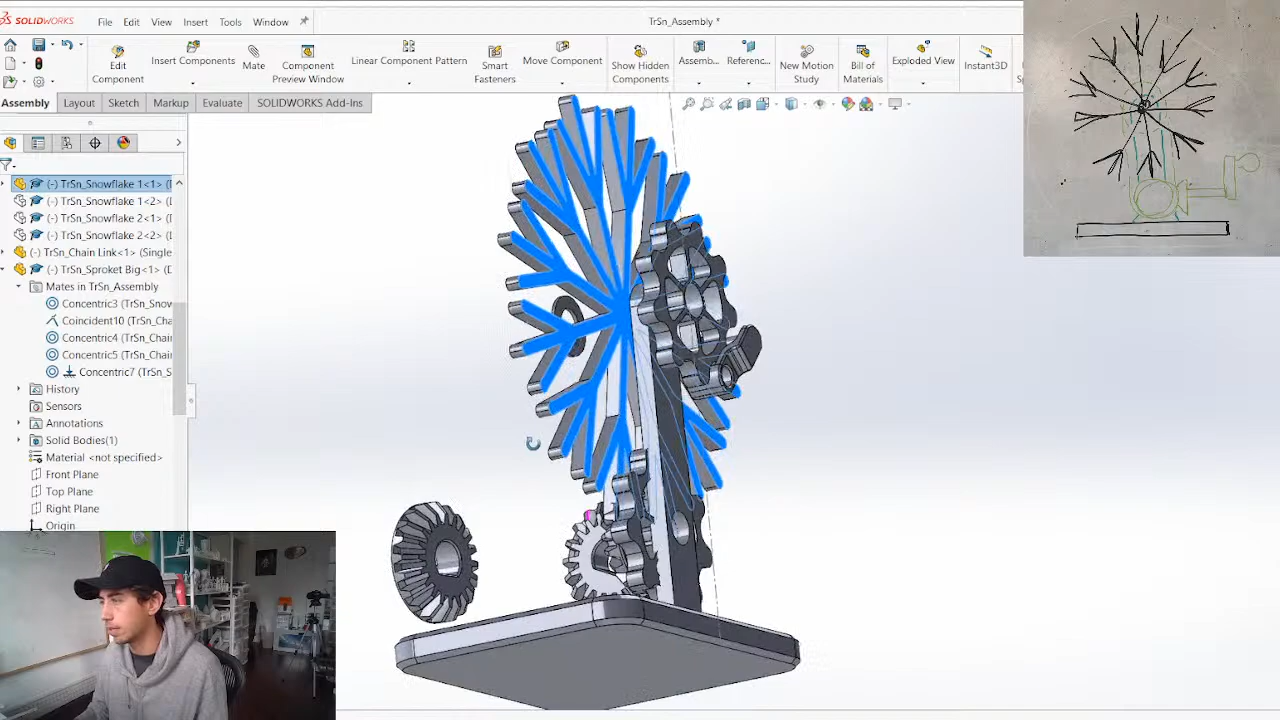 SOLIDWORKS
File Edit View Insert Tools Window
TrSn_Assembly *
Edit Component
Insert Components
Mate
Component Preview Window
Linear Component Pattern
Smart Fasteners
Move Component
Show Hidden Components
Assemb...
Referenc...
New Motion Study
Bill of Materials
Exploded View
Instant3D
Assembly Layout Sketch Markup Evaluate SOLIDWORKS Add-Ins
(-) TrSn_Snowflake 1<1> (
(-) TrSn_Snowflake 1<2> (
(-) TrSn_Snowflake 2<1> (
(-) TrSn_Snowflake 2<2> (
(-) TrSn_Chain Link<1> (Single
(-) TrSn_Sproket Big<1> (D
Mates in TrSn_Assembly
Concentric3 (TrSn_Snow
Coincident10 (TrSn_Cha
Concentric4 (TrSn_Chair
Concentric5 (TrSn_Chair
Concentric7 (TrSn_S
History
Sensors
Annotations
Solid Bodies(1)
Material <not specified>
Front Plane
Top Plane
Right Plane
Origin